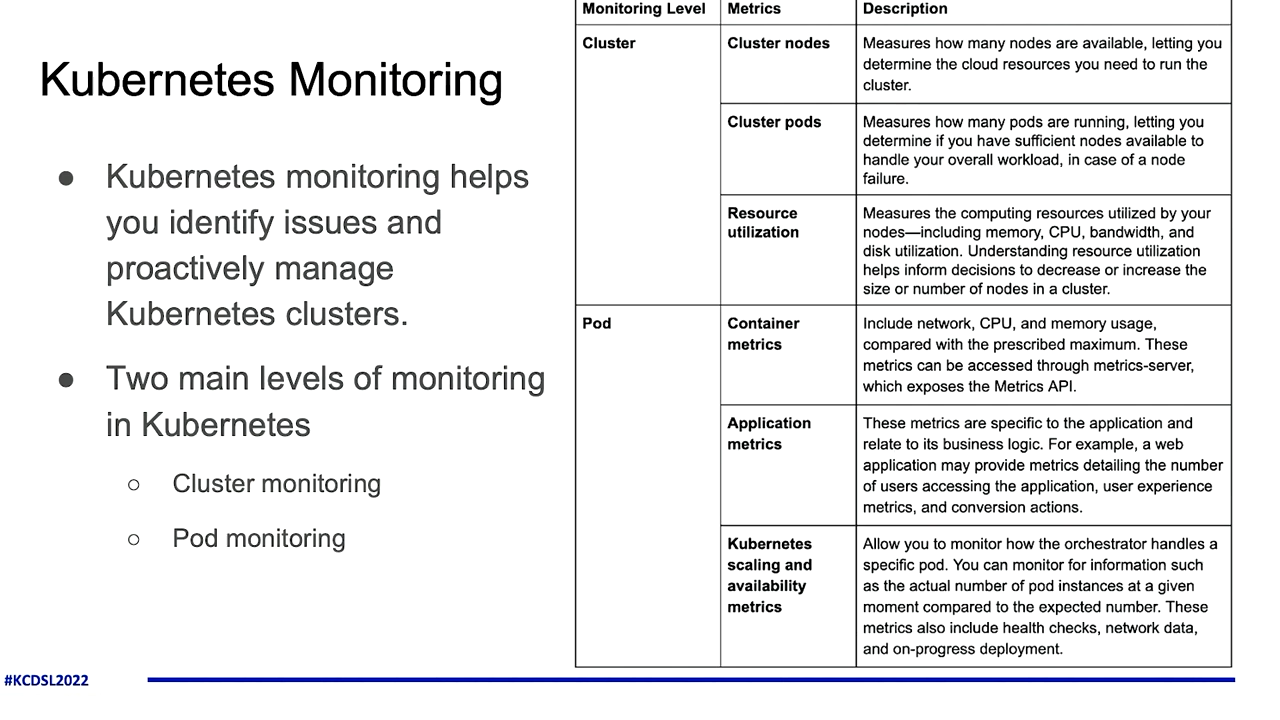 Kubernetes Monitoring
● Kubernetes monitoring helps
you identify issues and
proactively manage
Kubernetes clusters.
● Two main levels of monitoring
in Kubernetes
○ Cluster monitoring
○ Pod monitoring
Monitoring Level Metrics Description
Cluster
Cluster nodes
Measures how many nodes are available, letting you
determine the cloud resources you need to run the
cluster.
Cluster pods
Measures how many pods are running, letting you
determine if you have sufficient nodes available to
handle your overall workload, in case of a node
failure.
Resource
utilization
Measures the computing resources utilized by your
nodes—including memory, CPU, bandwidth, and
disk utilization. Understanding resource utilization
helps inform decisions to decrease or increase the
size or number of nodes in a cluster.
Pod
Container
metrics
Include network, CPU, and memory usage,
compared with the prescribed maximum. These
metrics can be accessed through metrics-server,
which exposes the Metrics API.
Application
metrics
These metrics are specific to the application and
relate to its business logic. For example, a web
application may provide metrics detailing the number
of users accessing the application, user experience
metrics, and conversion actions.
Kubernetes
scaling and
availability
metrics
Allow you to monitor how the orchestrator handles a
specific pod. You can monitor for information such
as the actual number of pod instances at a given
moment compared to the expected number. These
metrics also include health checks, network data,
and on-progress deployment.
#KCDSL2022